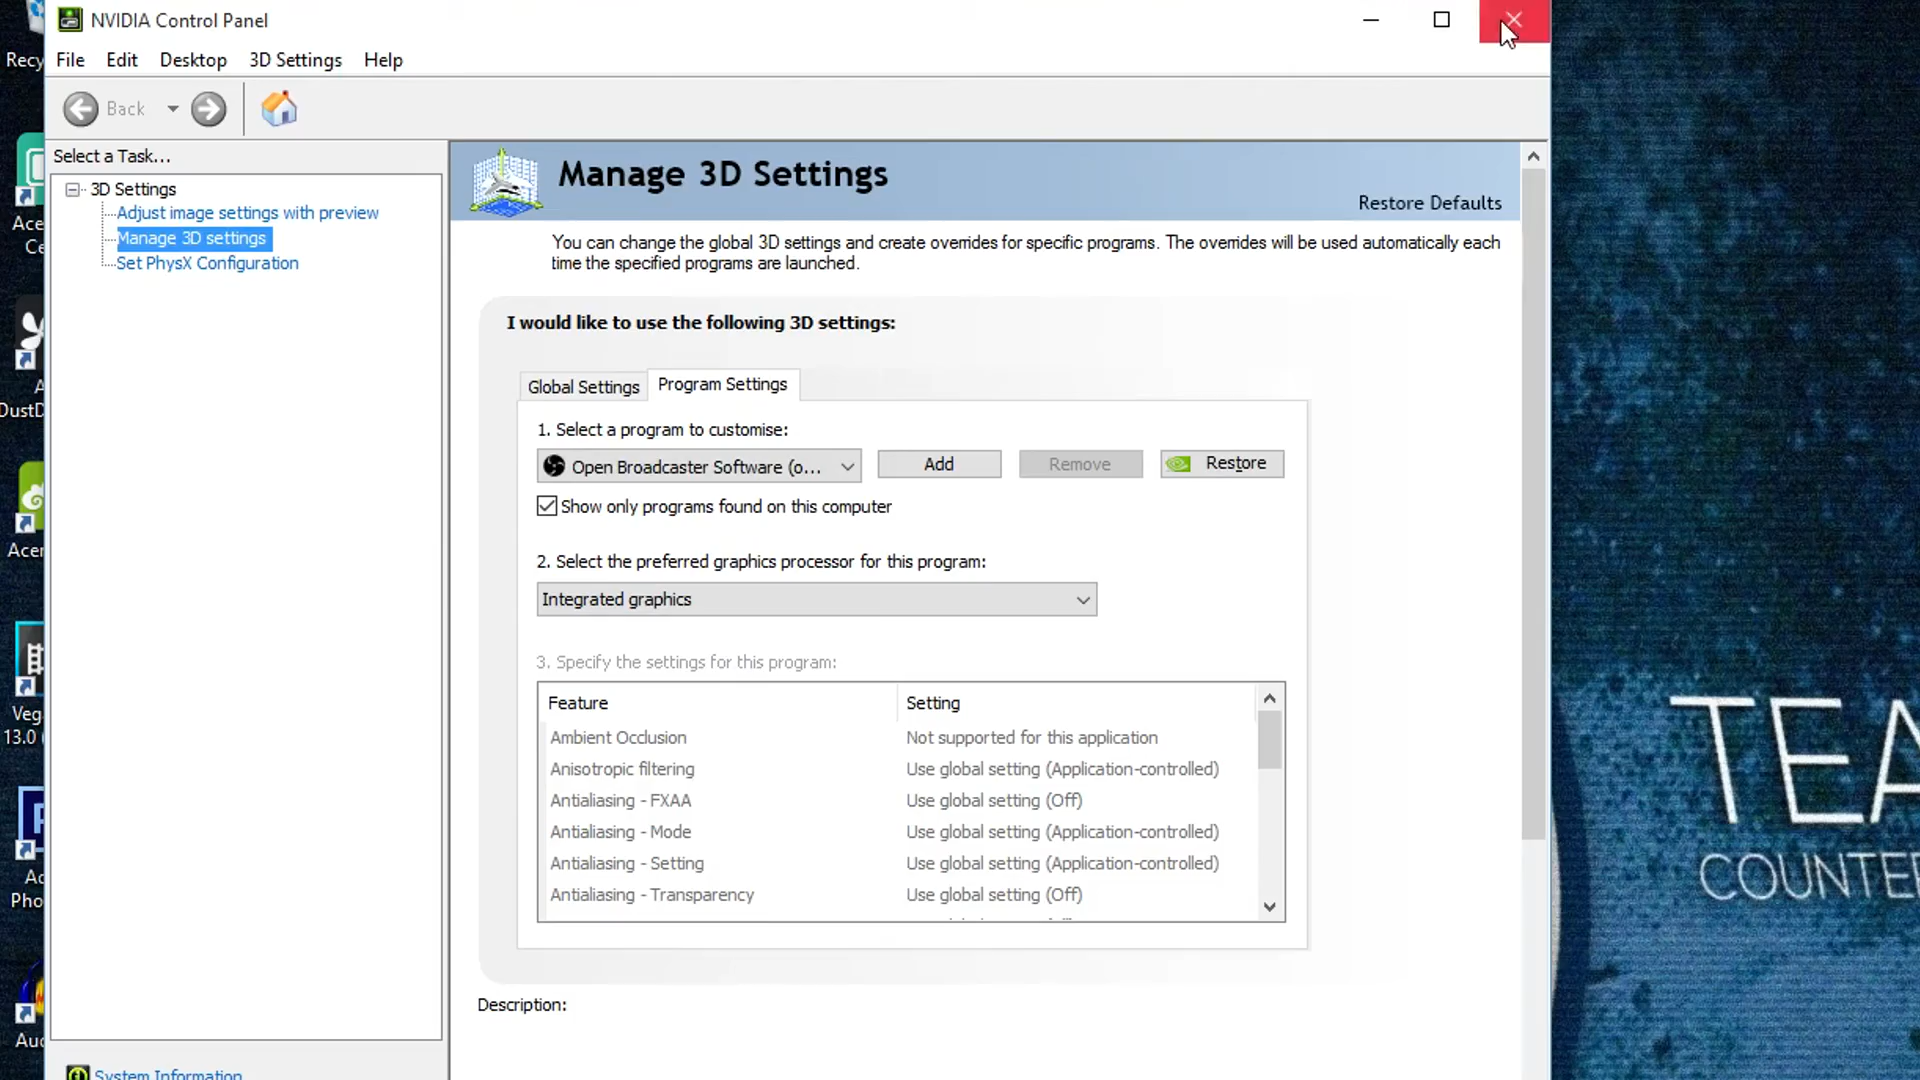 NVIDIA Control Panel
Recy
File Edit Desktop 3D Settings Help
Back
Select a Task...
3D Settings
Adjust image settings with preview
Manage 3D settings
Set PhysX Configuration
System Information
Manage 3D Settings
Restore Defaults
You can change the global 3D settings and create overrides for specific programs. The overrides will be used automatically each
time the specified programs are launched.
I would like to use the following 3D settings:
Global Settings Program Settings
1. Select a program to customise:
Open Broadcaster Software (o... Add Remove Restore
Show only programs found on this computer
2. Select the preferred graphics processor for this program:
Integrated graphics
3. Specify the settings for this program:
Feature Setting
Ambient Occlusion Not supported for this application
Anisotropic filtering Use global setting (Application-controlled)
Antialiasing - FXAA Use global setting (Off)
Antialiasing - Mode Use global setting (Application-controlled)
Antialiasing - Setting Use global setting (Application-controlled)
Antialiasing - Transparency Use global setting (Off)
Description:
Ace
Ce
A
DustD
Acer
Veg
13.0
Ad
Pho
Auc
TEA
COUNTE